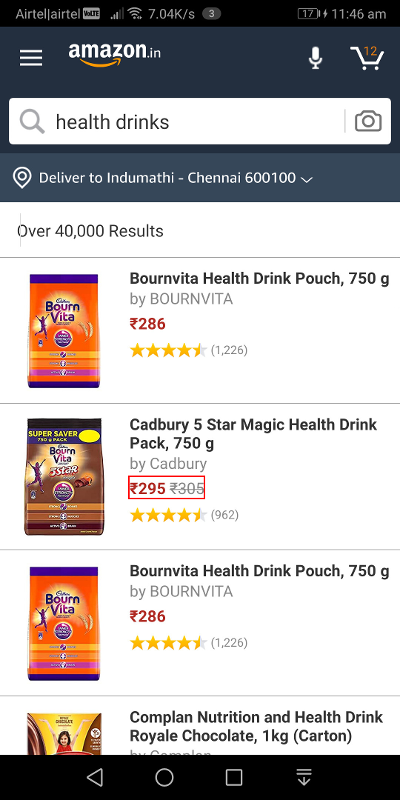 Airtel|airtel VoLTE 7.04K/s 3 17 11:46 am
amazon.in 12
health drinks
Deliver to Indumathi - Chennai 600100
Over 40,000 Results
Bournvita Health Drink Pouch, 750 g
by BOURNVITA
₹286
(1,226)
Cadbury
Bourn
Vita
Cadbury 5 Star Magic Health Drink
Pack, 750 g
by Cadbury
₹295 ₹305
(962)
SUPER SAVER
750 g PACK
Bourn
Vita
5Star
Bournvita Health Drink Pouch, 750 g
by BOURNVITA
₹286
(1,226)
Cadbury
Bourn
Vita
Complan Nutrition and Health Drink
Royale Chocolate, 1kg (Carton)
by Complan